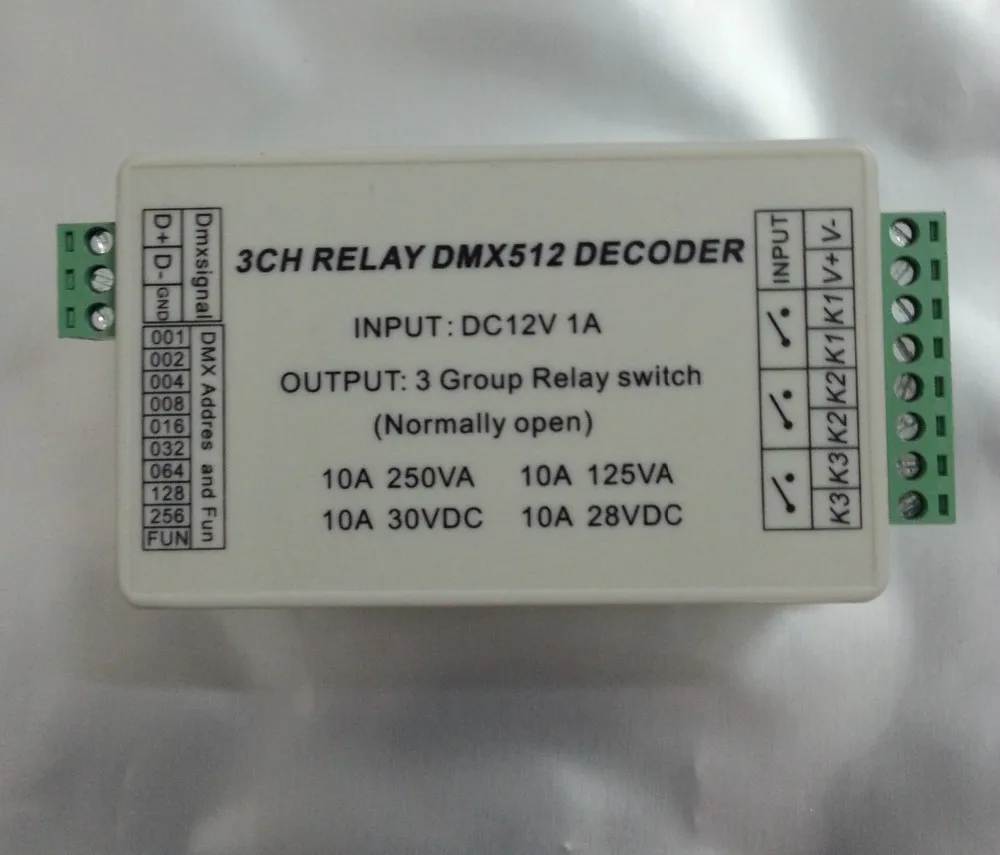 3CH RELAY DMX512 DECODER
INPUT: DC12V 1A
OUTPUT: 3 Group Relay switch
(Normally open)
10A 250VA 10A 125VA
10A 30VDC 10A 28VDC
Dmxsignal
D+ D- GND
DMX Addres and Fun
001
002
004
008
016
032
064
128
256
FUN
INPUT
V-
V+
K1
K1
K2
K2
K3
K3